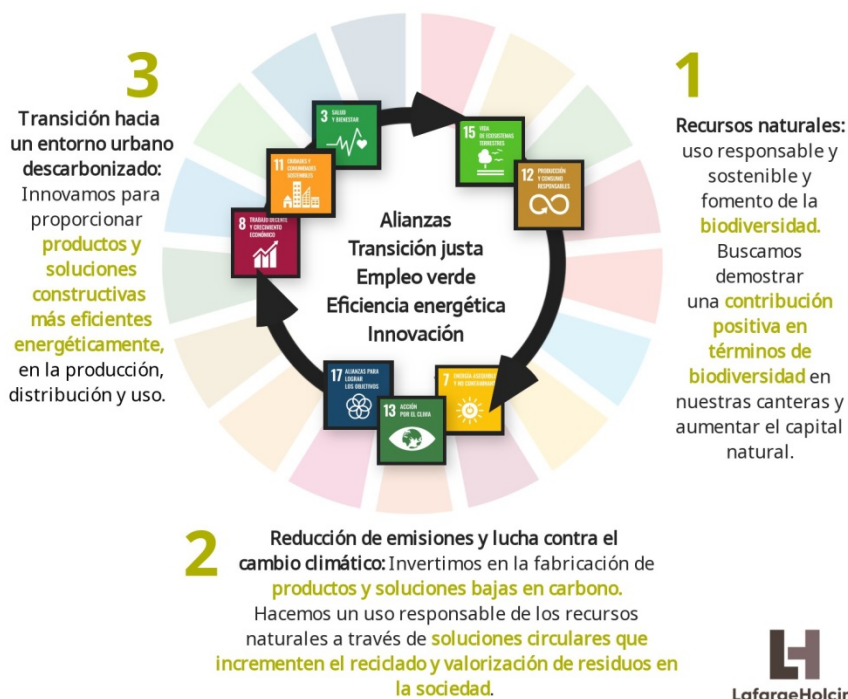 3
Transición hacia
un entorno urbano
descarbonizado:
Innovamos para
proporcionar
productos y
soluciones
constructivas
más eficientes
energéticamente,
en la producción,
distribución y uso.
3 SALUD
Y BIENESTAR
11 CIUDADES Y
COMUNIDADES
SOSTENIBLES
8 TRABAJO DECENTE
Y CRECIMIENTO
ECONÓMICO
15 VIDA
DE ECOSISTEMAS
TERRESTRES
12 PRODUCCIÓN
Y CONSUMO
RESPONSABLES
Alianzas
Transición justa
Empleo verde
Eficiencia energética
Innovación
17 ALIANZAS PARA
LOGRAR
LOS OBJETIVOS
13 ACCIÓN
POR EL CLIMA
7 ENERGÍA ASEQUIBLE
Y NO CONTAMINANTE
1
Recursos naturales:
uso responsable y
sostenible y
fomento de la
biodiversidad.
Buscamos
demostrar
una contribución
positiva en
términos de
biodiversidad en
nuestras canteras y
aumentar el capital
natural.
2
Reducción de emisiones y lucha contra el
cambio climático: Invertimos en la fabricación de
productos y soluciones bajas en carbono.
Hacemos un uso responsable de los recursos
naturales a través de soluciones circulares que
incrementen el reciclado y valorización de residuos en
la sociedad.
LafargeHolcim